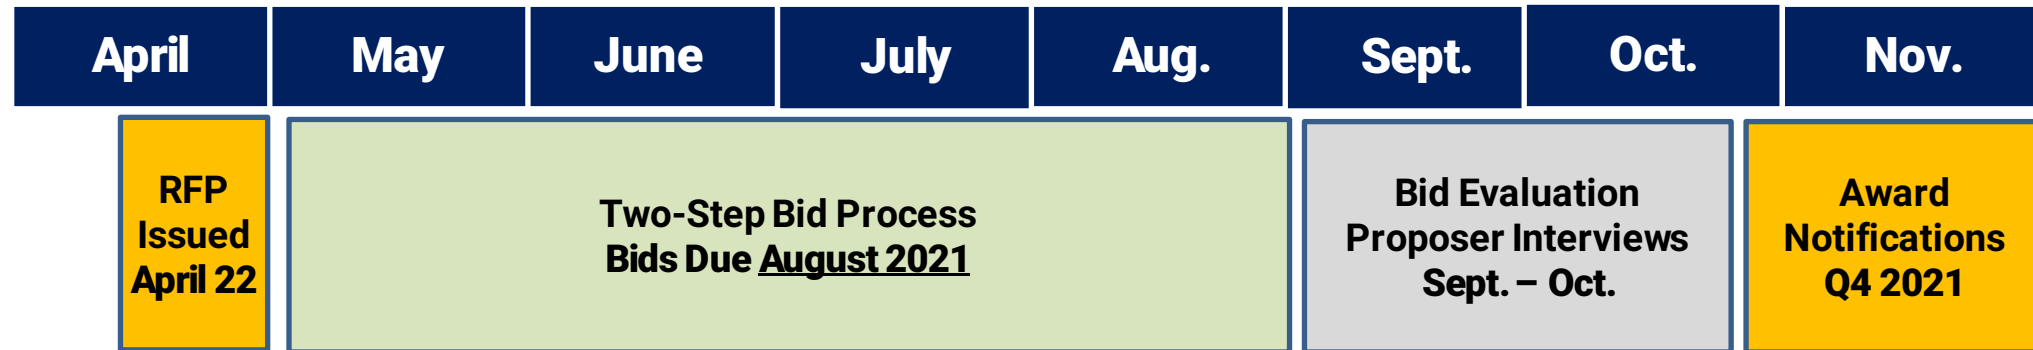 April May June July Aug. Sept. Oct. Nov.
RFP
Issued
April 22
Two-Step Bid Process
Bids Due August 2021
Bid Evaluation
Proposer Interviews
Sept. – Oct.
Award
Notifications
Q4 2021